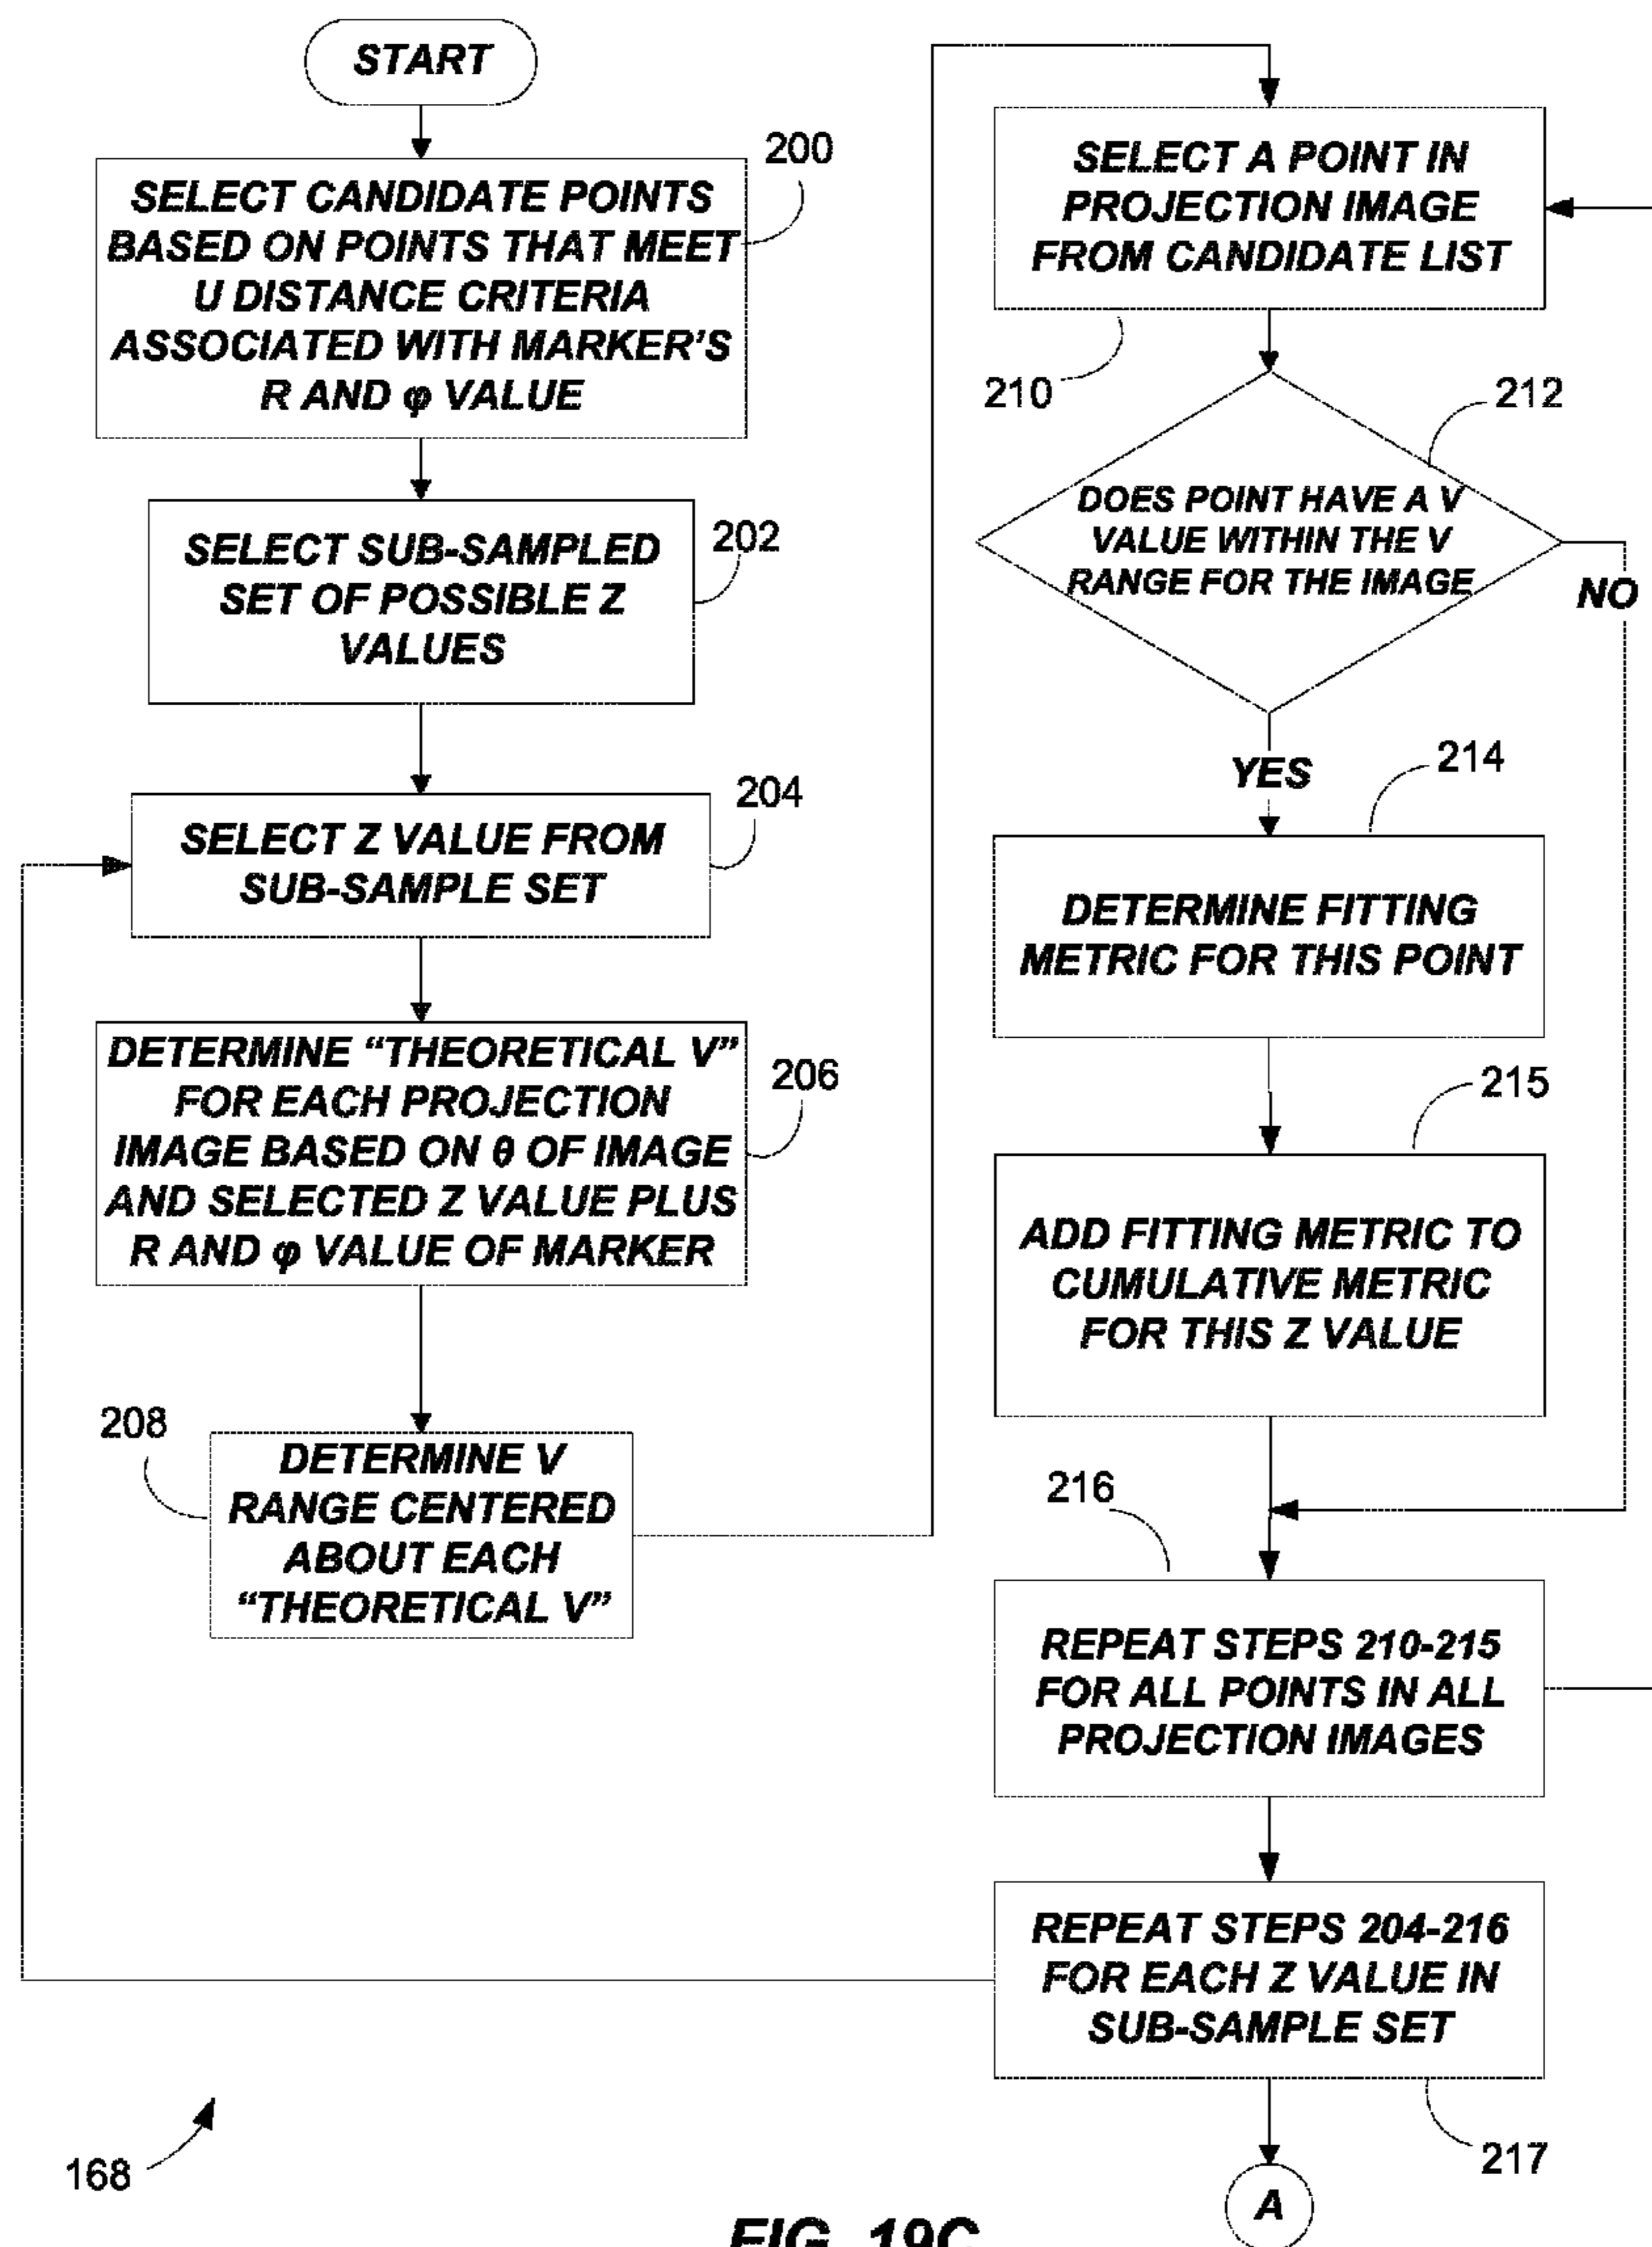 START
200
SELECT CANDIDATE POINTS
BASED ON POINTS THAT MEET
U DISTANCE CRITERIA
ASSOCIATED WITH MARKER'S
R AND φ VALUE
202
SELECT SUB-SAMPLED
SET OF POSSIBLE Z
VALUES
204
SELECT Z VALUE FROM
SUB-SAMPLE SET
206
DETERMINE “THEORETICAL V”
FOR EACH PROJECTION
IMAGE BASED ON θ OF IMAGE
AND SELECTED Z VALUE PLUS
R AND φ VALUE OF MARKER
208
DETERMINE V
RANGE CENTERED
ABOUT EACH
“THEORETICAL V”
SELECT A POINT IN
PROJECTION IMAGE
FROM CANDIDATE LIST
210
212
DOES POINT HAVE A V
VALUE WITHIN THE V
RANGE FOR THE IMAGE
NO
YES
214
DETERMINE FITTING
METRIC FOR THIS POINT
215
ADD FITTING METRIC TO
CUMULATIVE METRIC
FOR THIS Z VALUE
216
REPEAT STEPS 210-215
FOR ALL POINTS IN ALL
PROJECTION IMAGES
REPEAT STEPS 204-216
FOR EACH Z VALUE IN
SUB-SAMPLE SET
217
A
168
FIG. 19C